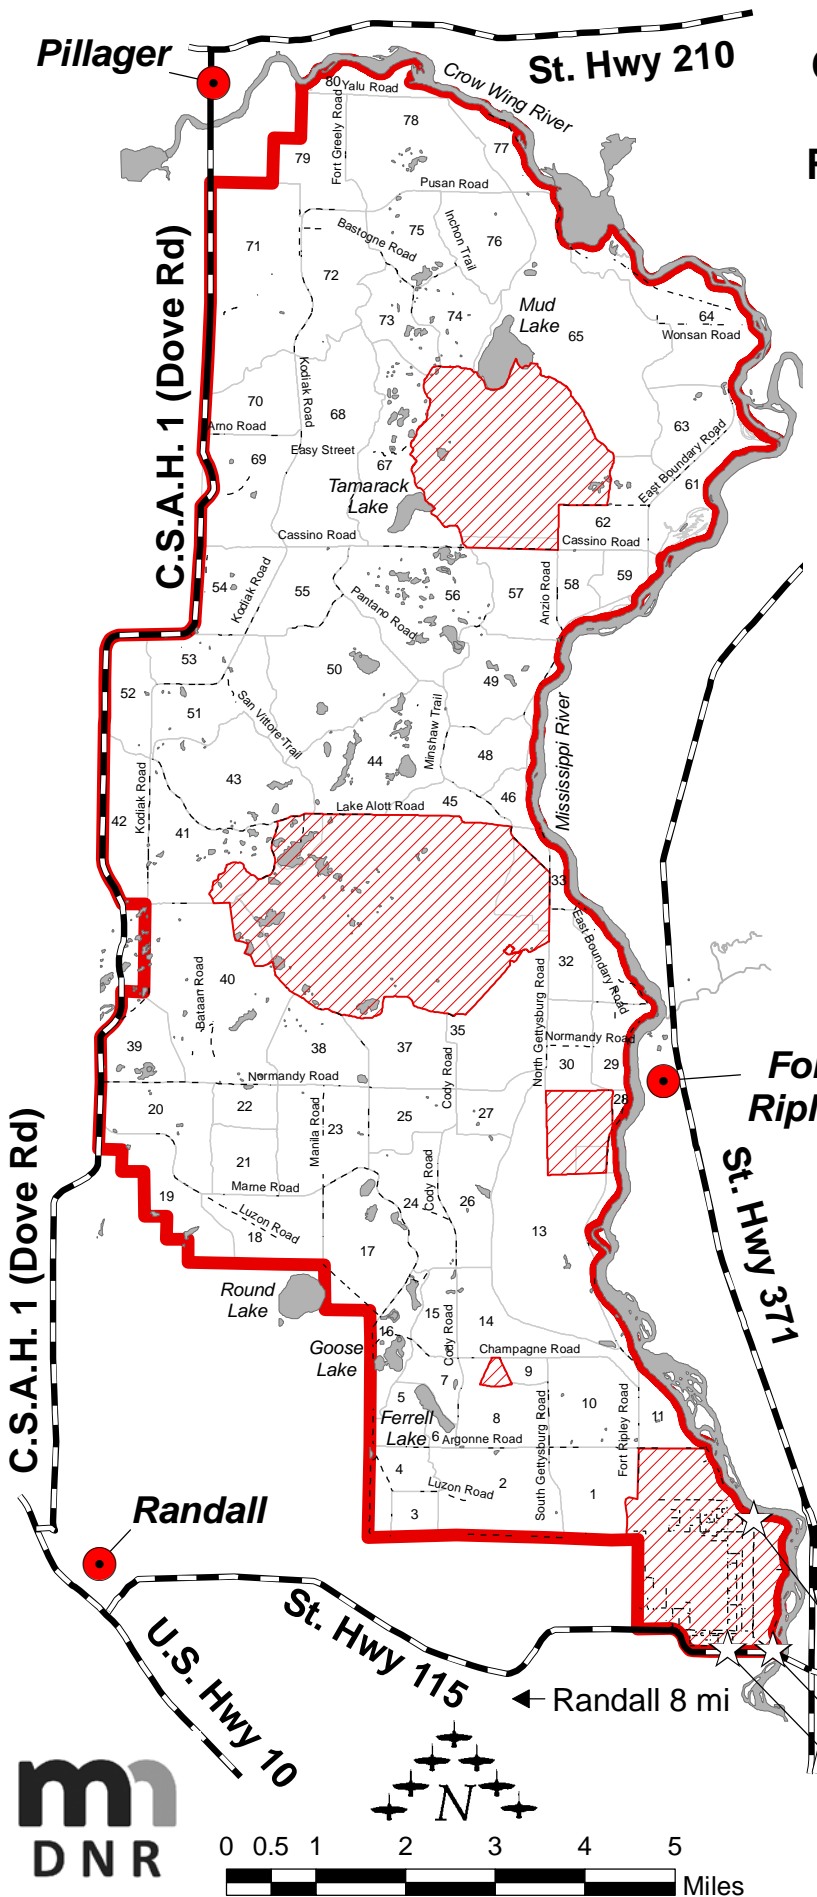 Pillager
St. Hwy 210
Crow Wing River
80
Yalu Road
78
77
79
Fort Greely Road
Pusan Road
71
Bastogne Road
75
Inchon Trail
76
72
C.S.A.H. 1 (Dove Rd)
73
74
Mud
Lake
65
64
Wonsan Road
Kodiak Road
70
68
Arno Road
63
69
Easy Street
67
East Boundary Road
61
Tamarack
Lake
62
Cassino Road
Cassino Road
54
Kodiak Road
55
Pantano Road
56
57
Anzio Road
58
59
53
50
49
52
51
San Vittore Trail
Minshaw Trail
Mississippi River
43
44
48
42
Kodiak Road
41
Lake Alott Road
45
46
33
East Boundary Road
32
Bataan Road
40
North Gettysburg Road
39
38
37
35
Normandy Road
30
29
Normandy Road
Cody Road
Fo
Ripl
20
22
Manila Road
23
25
27
28
21
Marne Road
19
Luzon Road
18
24
Cody Road
26
17
13
St. Hwy 371
C.S.A.H. 1 (Dove Rd)
Round
Lake
15
14
16
Cody Road
Goose
Lake
Champagne Road
9
7
5
10
Fort Ripley Road
11
Ferrell
Lake
8
6
Argonne Road
South Gettysburg Road
4
Luzon Road
2
1
3
Randall
St. Hwy 115
U.S. Hwy 10
Randall 8 mi
N
mn
DNR
0 0.5 1 2 3 4 5
Miles